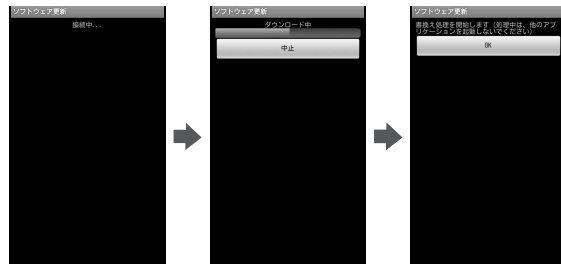 ソフトウェア更新
接続中...
ソフトウェア更新
ダウンロード中
中止
ソフトウェア更新
書換え処理を開始します（処理中は、他のアプ
リケーションを起動しないでください）
OK